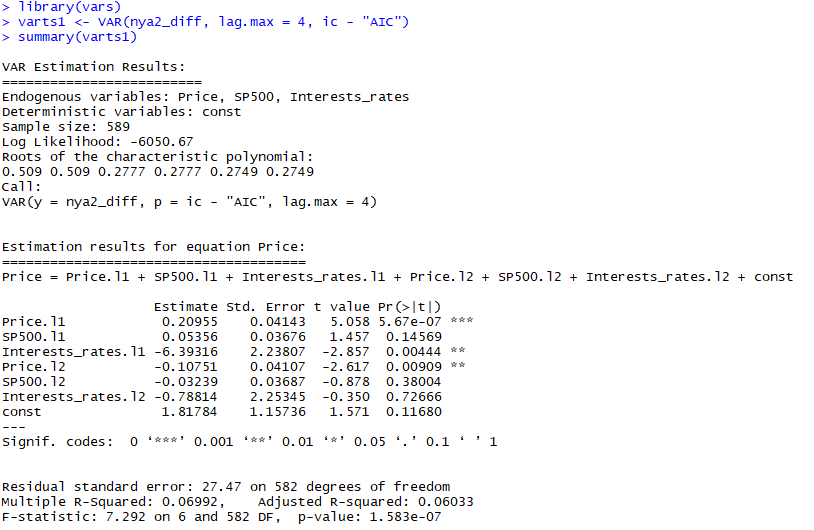 > library(vars)
> varts1 <- VAR(nya2_diff, lag.max = 4, ic - "AIC")
> summary(varts1)
VAR Estimation Results:
=========================
Endogenous variables: Price, SP500, Interests_rates
Deterministic variables: const
Sample size: 589
Log Likelihood: -6050.67
Roots of the characteristic polynomial:
0.509 0.509 0.2777 0.2777 0.2749 0.2749
Call:
VAR(y = nya2_diff, p = ic - "AIC", lag.max = 4)
Estimation results for equation Price:
======================================
Price = Price.l1 + SP500.l1 + Interests_rates.l1 + Price.l2 + SP500.l2 + Interests_rates.l2 + const
Estimate Std. Error t value Pr(>|t|)
Price.l1 0.20955 0.04143 5.058 5.67e-07 ***
SP500.l1 0.05356 0.03676 1.457 0.14569
Interests_rates.l1 -6.39316 2.23807 -2.857 0.00444 **
Price.l2 -0.10751 0.04107 -2.617 0.00909 **
SP500.l2 -0.03239 0.03687 -0.878 0.38004
Interests_rates.l2 -0.78814 2.25345 -0.350 0.72666
const 1.81784 1.15736 1.571 0.11680
---
Signif. codes: 0 ‘***’ 0.001 ‘**’ 0.01 ‘*’ 0.05 ‘.’ 0.1 ‘ ’ 1
Residual standard error: 27.47 on 582 degrees of freedom
Multiple R-Squared: 0.06992, Adjusted R-squared: 0.06033
F-statistic: 7.292 on 6 and 582 DF, p-value: 1.583e-07